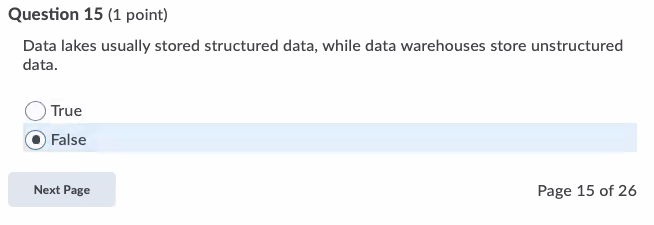 Question 15 (1 point)
Data lakes usually stored structured data, while data warehouses store unstructured
data.
True
False
Next Page
Page 15 of 26